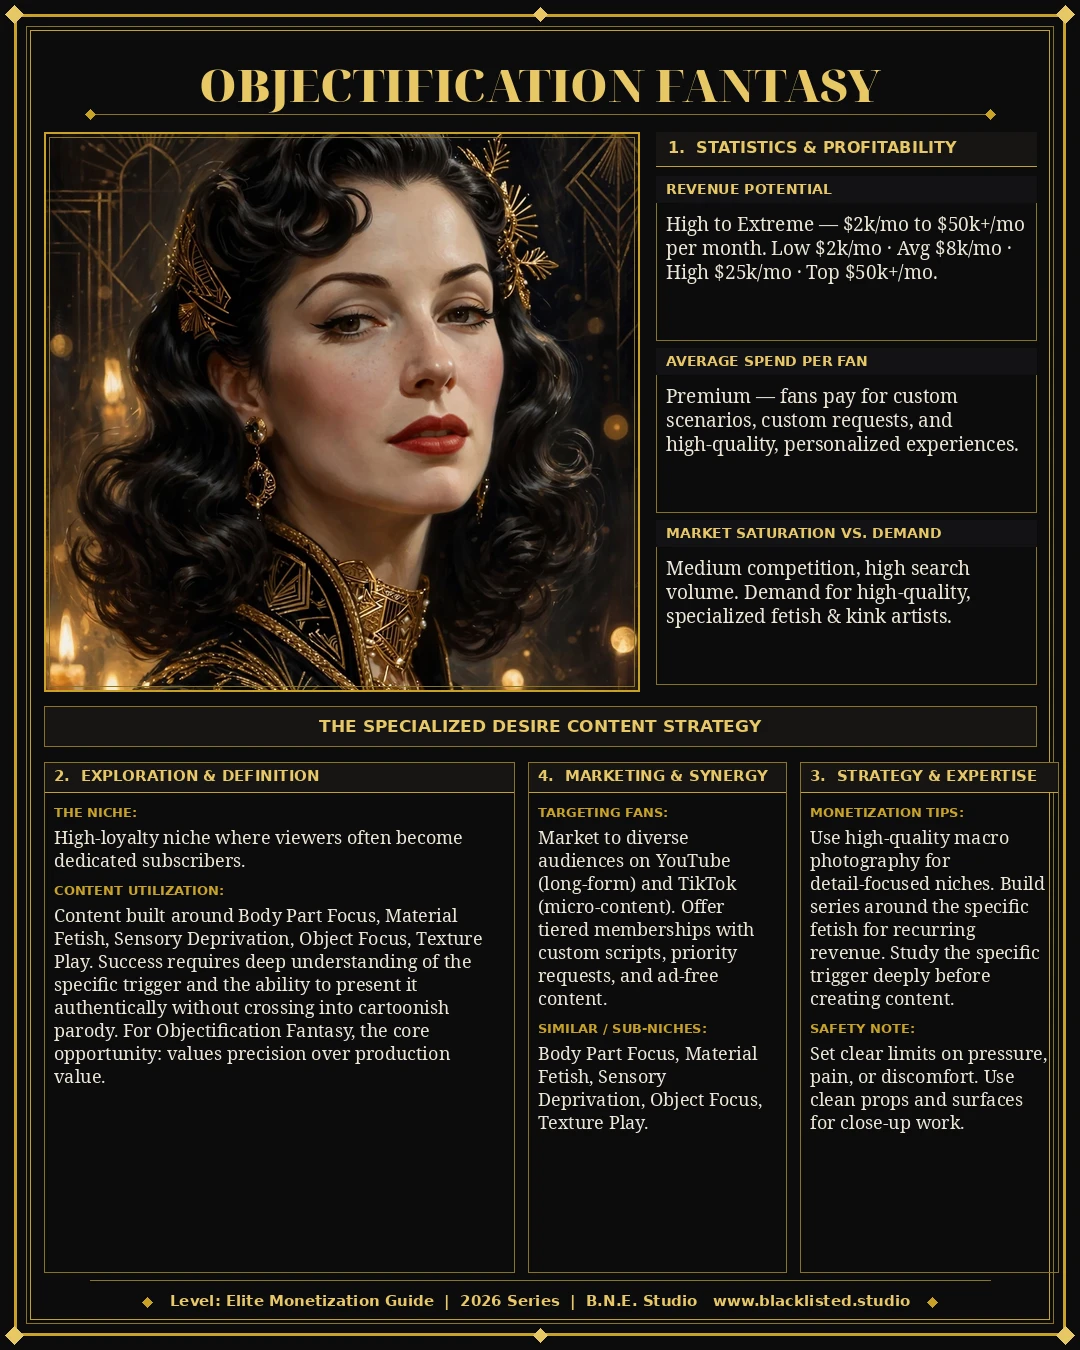 OBJECTIFICATION FANTASY
1. STATISTICS & PROFITABILITY
REVENUE POTENTIAL
High to Extreme — $2k/mo to $50k+/mo
per month. Low $2k/mo · Avg $8k/mo ·
High $25k/mo · Top $50k+/mo.
AVERAGE SPEND PER FAN
Premium — fans pay for custom
scenarios, custom requests, and
high-quality, personalized experiences.
MARKET SATURATION VS. DEMAND
Medium competition, high search
volume. Demand for high-quality,
specialized fetish & kink artists.
THE SPECIALIZED DESIRE CONTENT STRATEGY
2. EXPLORATION & DEFINITION
THE NICHE:
High-loyalty niche where viewers often become
dedicated subscribers.
CONTENT UTILIZATION:
Content built around Body Part Focus, Material
Fetish, Sensory Deprivation, Object Focus, Texture
Play. Success requires deep understanding of the
specific trigger and the ability to present it
authentically without crossing into cartoonish
parody. For Objectification Fantasy, the core
opportunity: values precision over production
value.
4. MARKETING & SYNERGY
TARGETING FANS:
Market to diverse
audiences on YouTube
(long-form) and TikTok
(micro-content). Offer
tiered memberships with
custom scripts, priority
requests, and ad-free
content.
SIMILAR / SUB-NICHES:
Body Part Focus, Material
Fetish, Sensory
Deprivation, Object Focus,
Texture Play.
3. STRATEGY & EXPERTISE
MONETIZATION TIPS:
Use high-quality macro
photography for
detail-focused niches. Build
series around the specific
fetish for recurring
revenue. Study the specific
trigger deeply before
creating content.
SAFETY NOTE:
Set clear limits on pressure,
pain, or discomfort. Use
clean props and surfaces
for close-up work.
Level: Elite Monetization Guide | 2026 Series | B.N.E. Studio www.blacklisted.studio